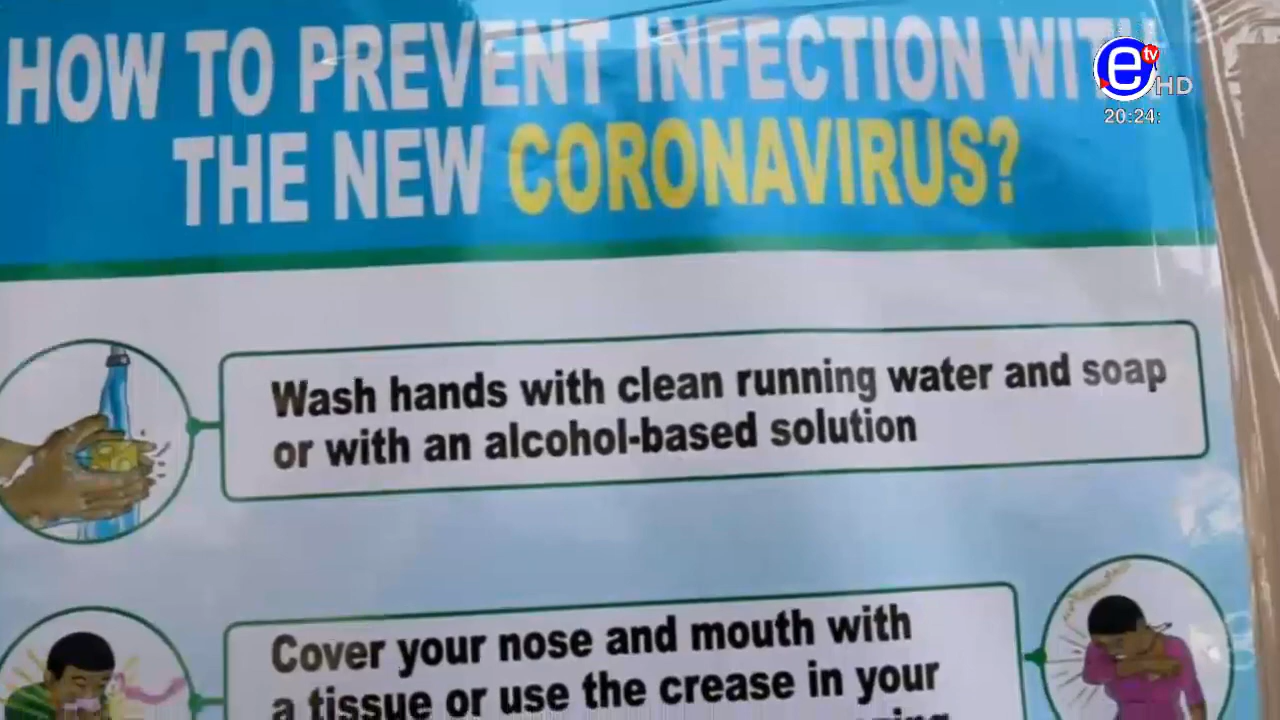 HOW TO PREVENT INFECTION WIT
THE NEW CORONAVIRUS?
e tv HD
20:24:
Wash hands with clean running water and soap
or with an alcohol-based solution
Cover your nose and mouth with
a tissue or use the crease in your